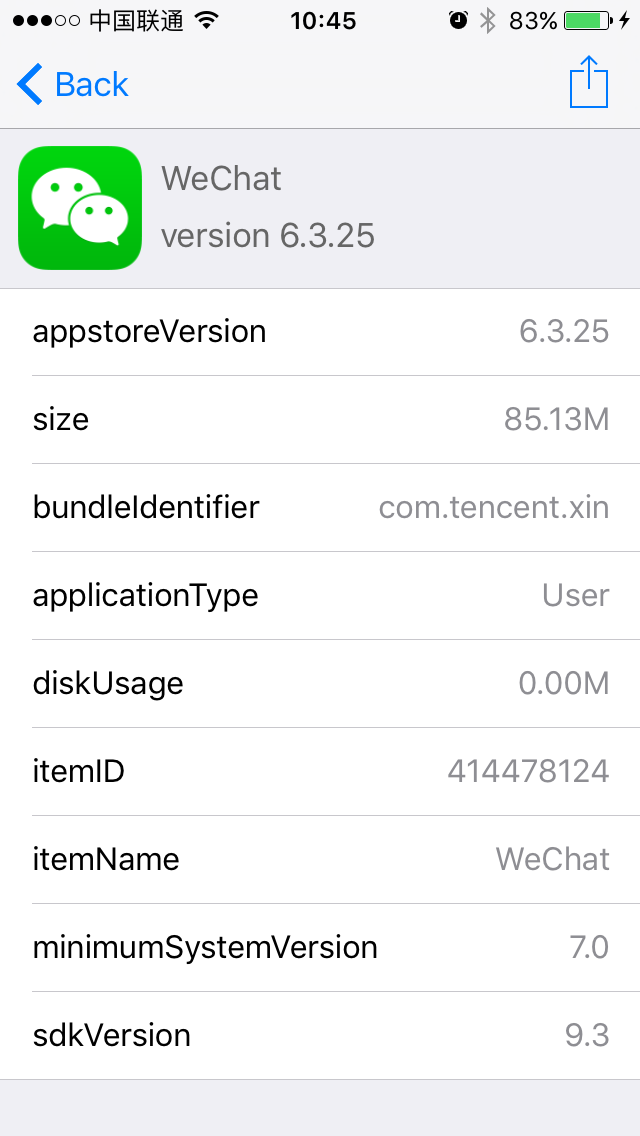 中国联通 10:45 83%
Back
WeChat
version 6.3.25
appstoreVersion 6.3.25
size 85.13M
bundleIdentifier com.tencent.xin
applicationType User
diskUsage 0.00M
itemID 414478124
itemName WeChat
minimumSystemVersion 7.0
sdkVersion 9.3